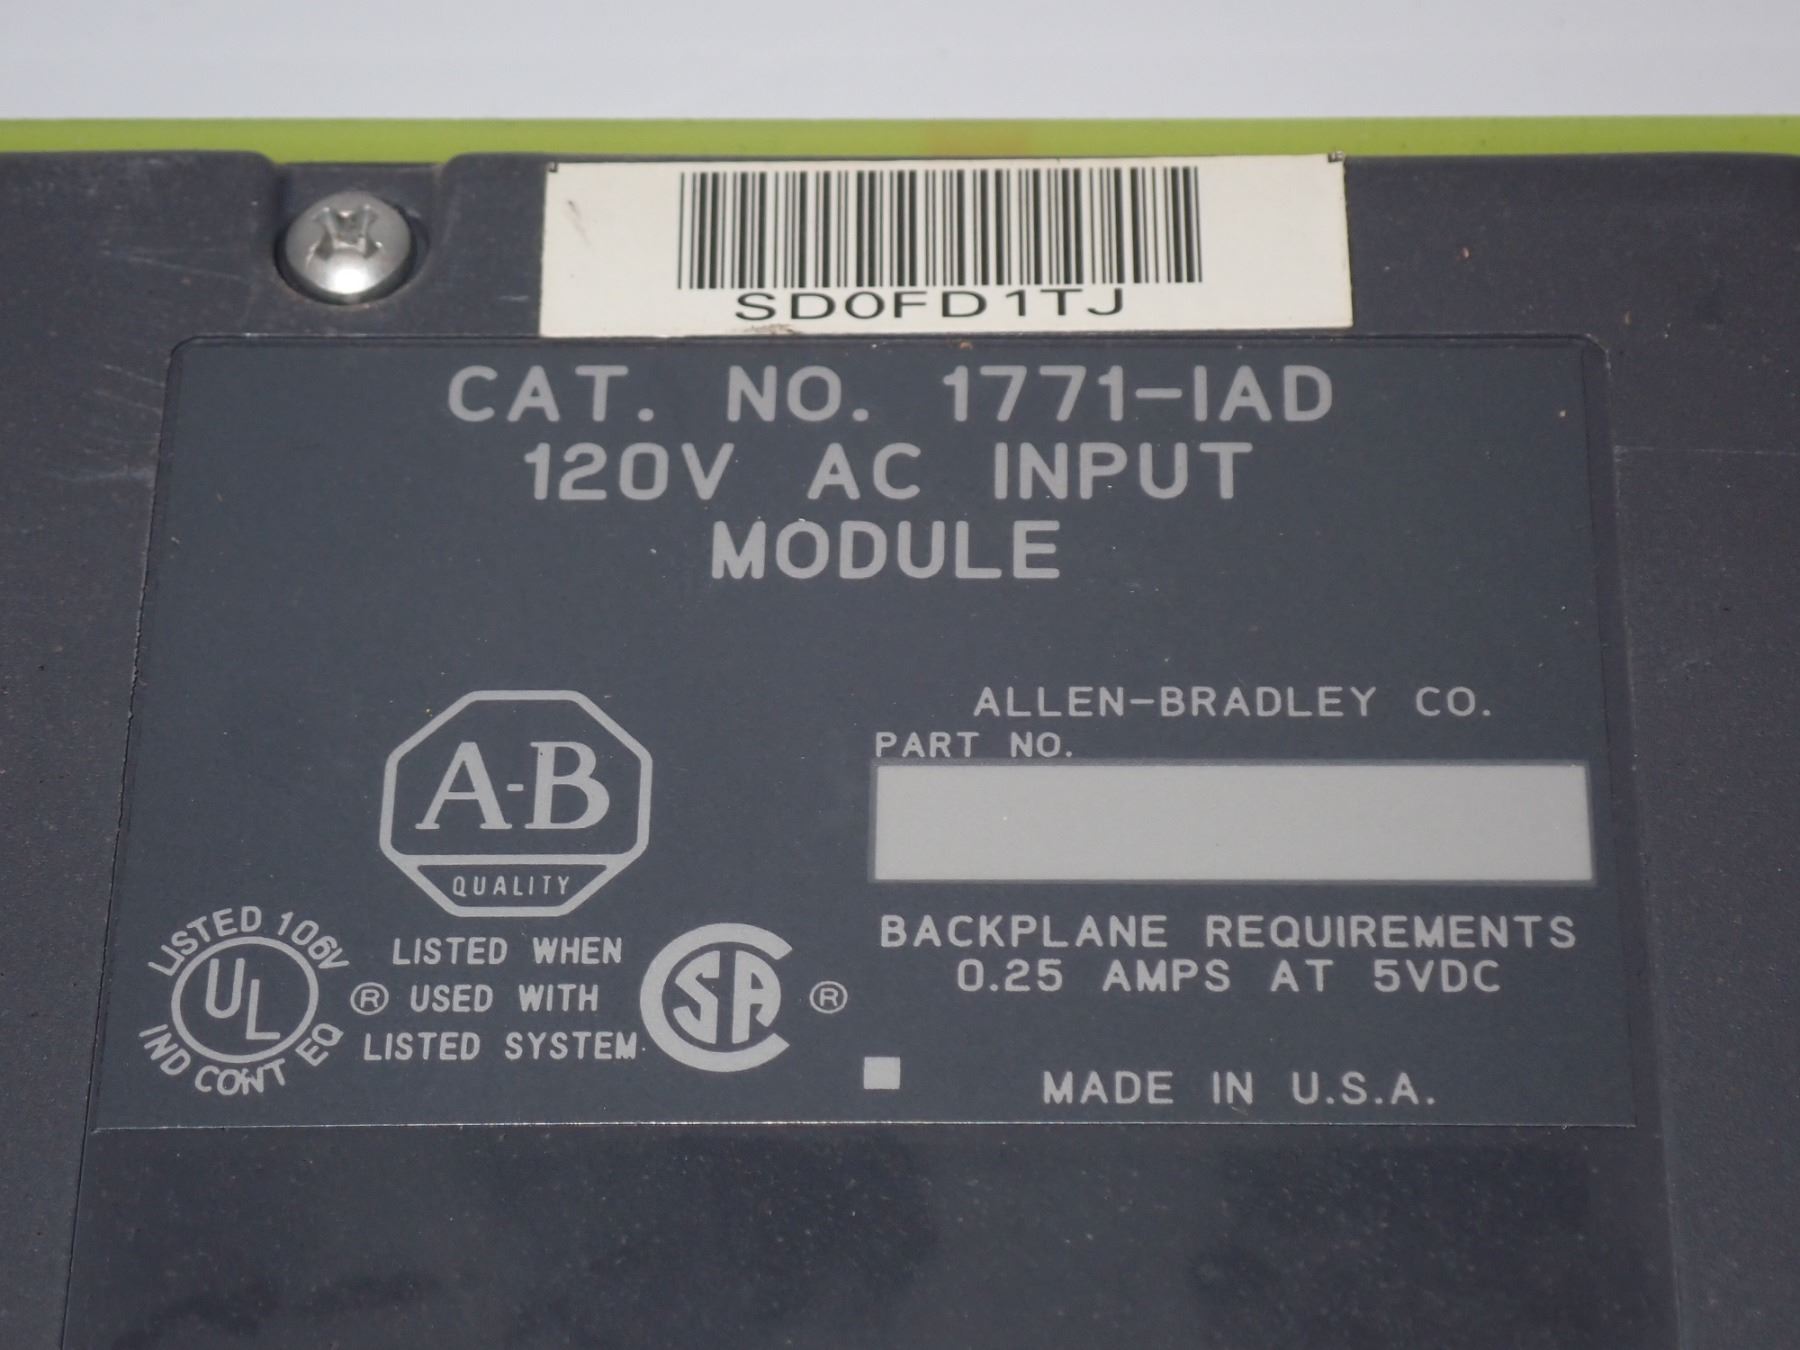 SD0FD1TJ
CAT. NO. 1771-IAD
120V AC INPUT
MODULE
ALLEN-BRADLEY CO.
PART NO.
A-B
QUALITY
BACKPLANE REQUIREMENTS
0.25 AMPS AT 5VDC
LISTED 106V
UL
IND CONT EQ
®
LISTED WHEN
USED WITH
LISTED SYSTEM
SA
®
MADE IN U.S.A.